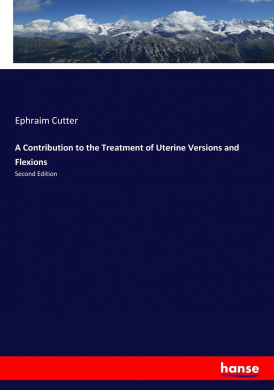 Ephraim Cutter
A Contribution to the Treatment of Uterine Versions and
Flexions
Second Edition
hanse